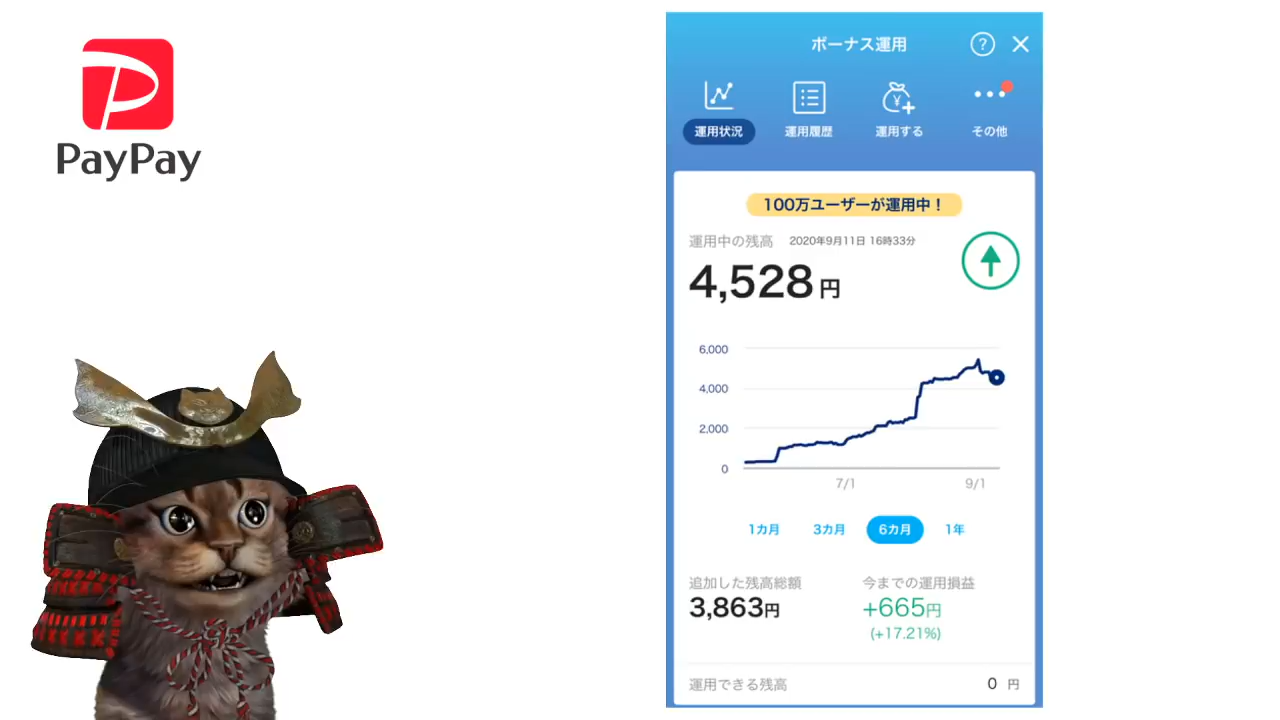 PayPay
ボーナス運用
?
運用状況
運用履歴
運用する
その他
100万ユーザーが運用中！
運用中の残高 2020年9月11日 16時33分
4,528円
6,000
4,000
2,000
0
7/1 9/1
1カ月 3カ月 6カ月 1年
追加した残高総額 今までの運用損益
3,863円 +665円
(+17.21%)
運用できる残高 0 円